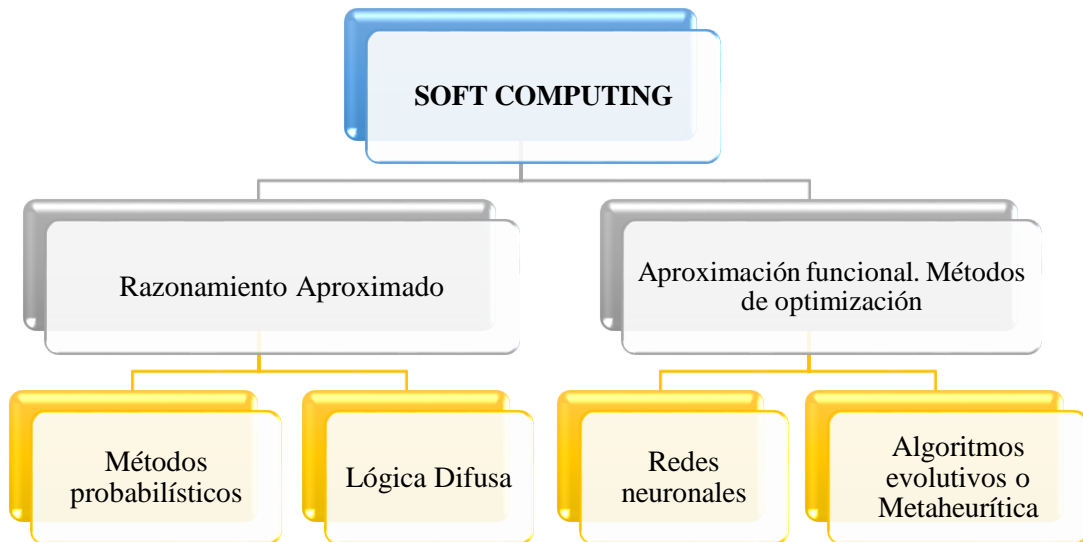 SOFT COMPUTING
Razonamiento Aproximado
Aproximación funcional. Métodos
de optimización
Métodos
probabilísticos
Lógica Difusa
Redes
neuronales
Algoritmos
evolutivos o
Metaheurítica